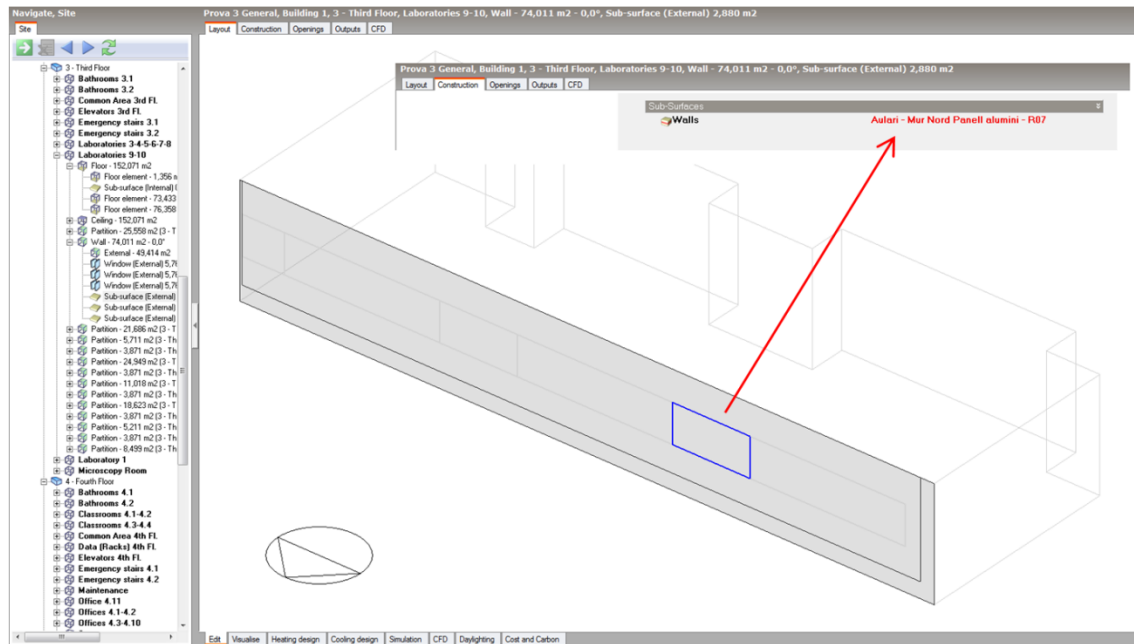 Navigate, Site
Site
3 - Third Floor
Bathrooms 3.1
Bathrooms 3.2
Common Area 3rd Fl.
Elevators 3rd Fl.
Emergency stairs 3.1
Emergency stairs 3.2
Laboratories 3-4-5-6-7-8
Laboratories 9-10
Floor - 152,071 m2
Floor element - 1,356 m
Sub-surface (Internal) (
Floor element - 73,433
Floor element - 76,358
Ceiling - 152,071 m2
Partition - 25,558 m2 (3 - T
Wall - 74,011 m2 - 0,0°
External - 49,414 m2
Window (External) 5,7
Window (External) 5,7
Window (External) 5,7
Sub-surface (External)
Sub-surface (External)
Sub-surface (External)
Partition - 21,686 m2 (3 - T
Partition - 5,711 m2 (3 - Th
Partition - 3,871 m2 (3 - Th
Partition - 24,949 m2 (3 - T
Partition - 3,871 m2 (3 - Th
Partition - 11,018 m2 (3 - T
Partition - 3,871 m2 (3 - Th
Partition - 18,623 m2 (3 - T
Partition - 3,871 m2 (3 - Th
Partition - 5,211 m2 (3 - Th
Partition - 3,871 m2 (3 - Th
Partition - 8,499 m2 (3 - Th
Laboratory 1
Microscopy Room
4 - Fourth Floor
Bathrooms 4.1
Bathrooms 4.2
Classrooms 4.1-4.2
Classrooms 4.3-4.4
Common Area 4th Fl.
Data (Racks) 4th Fl.
Elevators 4th Fl.
Emergency stairs 4.1
Emergency stairs 4.2
Maintenance
Office 4.11
Offices 4.1-4.2
Offices 4.3-4.10
Prova 3 General, Building 1, 3 - Third Floor, Laboratories 9-10, Wall - 74,011 m2 - 0,0°, Sub-surface (External) 2,880 m2
Layout Construction Openings Outputs CFD
Prova 3 General, Building 1, 3 - Third Floor, Laboratories 9-10, Wall - 74,011 m2 - 0,0°, Sub-surface (External) 2,880 m2
Layout Construction Openings Outputs CFD
Sub-Surfaces
Walls Aulari - Mur Nord Panell alumini - R07
Edit Visualise Heating design Cooling design Simulation CFD Daylighting Cost and Carbon